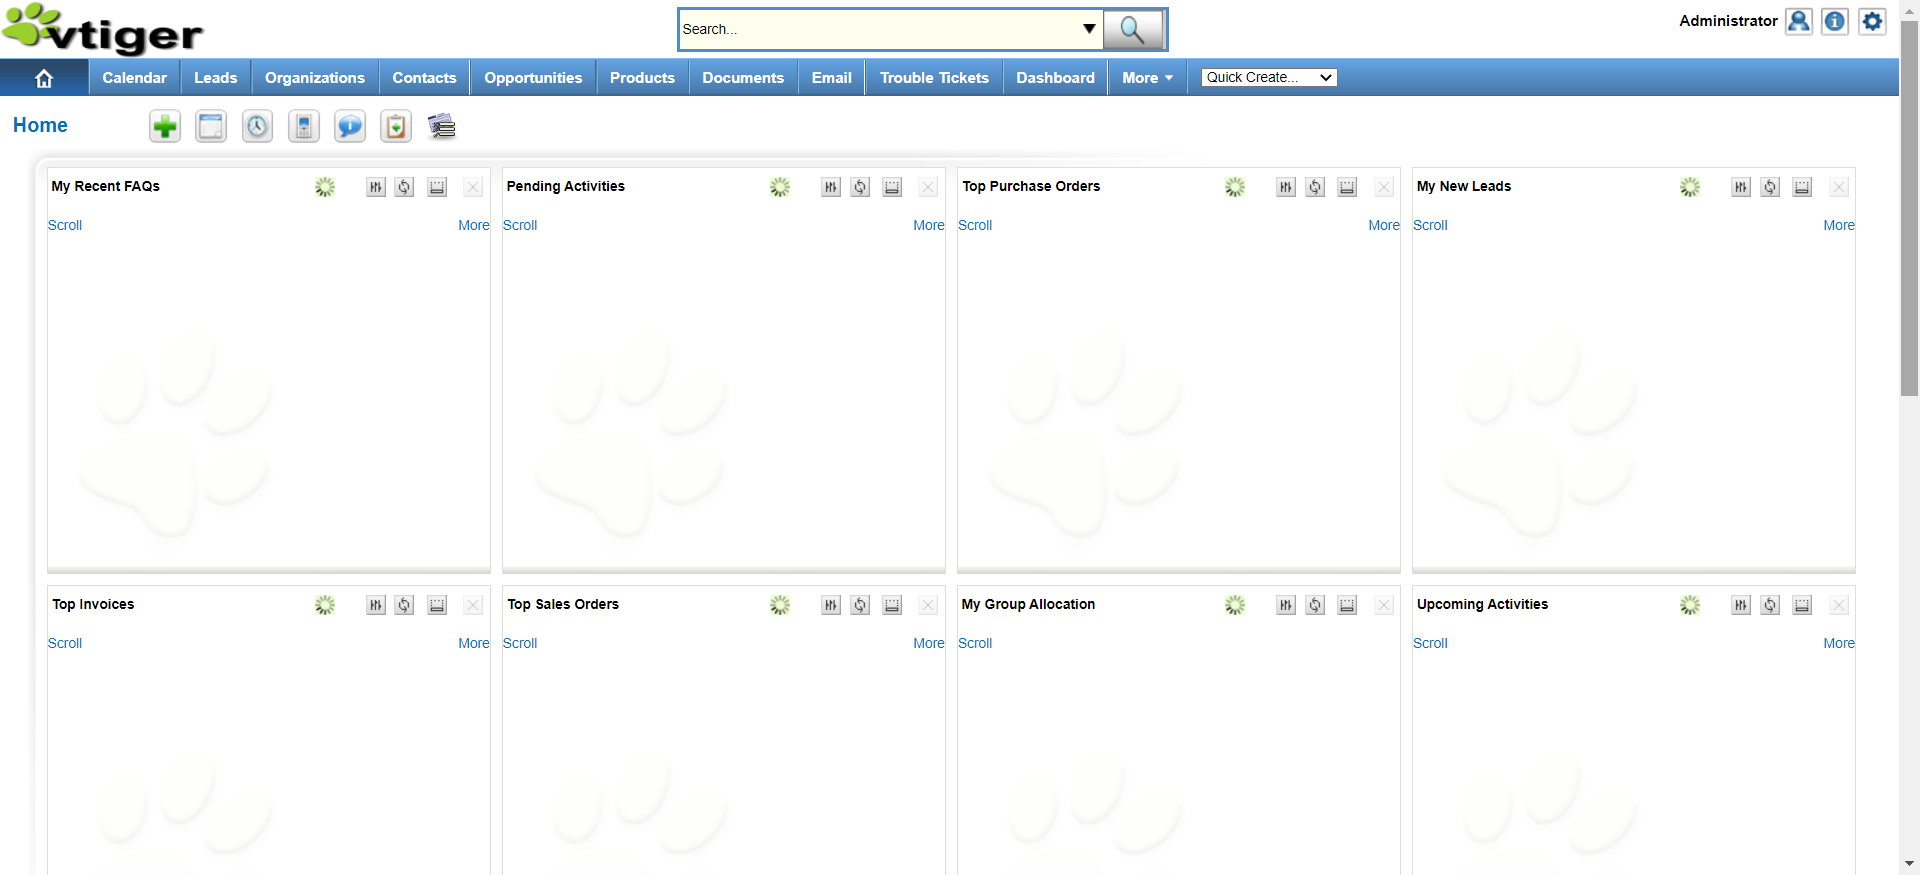 vtiger
Search...
Administrator
Calendar Leads Organizations Contacts Opportunities Products Documents Email Trouble Tickets Dashboard More Quick Create...
Home
My Recent FAQs Pending Activities Top Purchase Orders My New Leads
Scroll More Scroll More Scroll More Scroll More
Top Invoices Top Sales Orders My Group Allocation Upcoming Activities
Scroll More Scroll More Scroll Scroll More